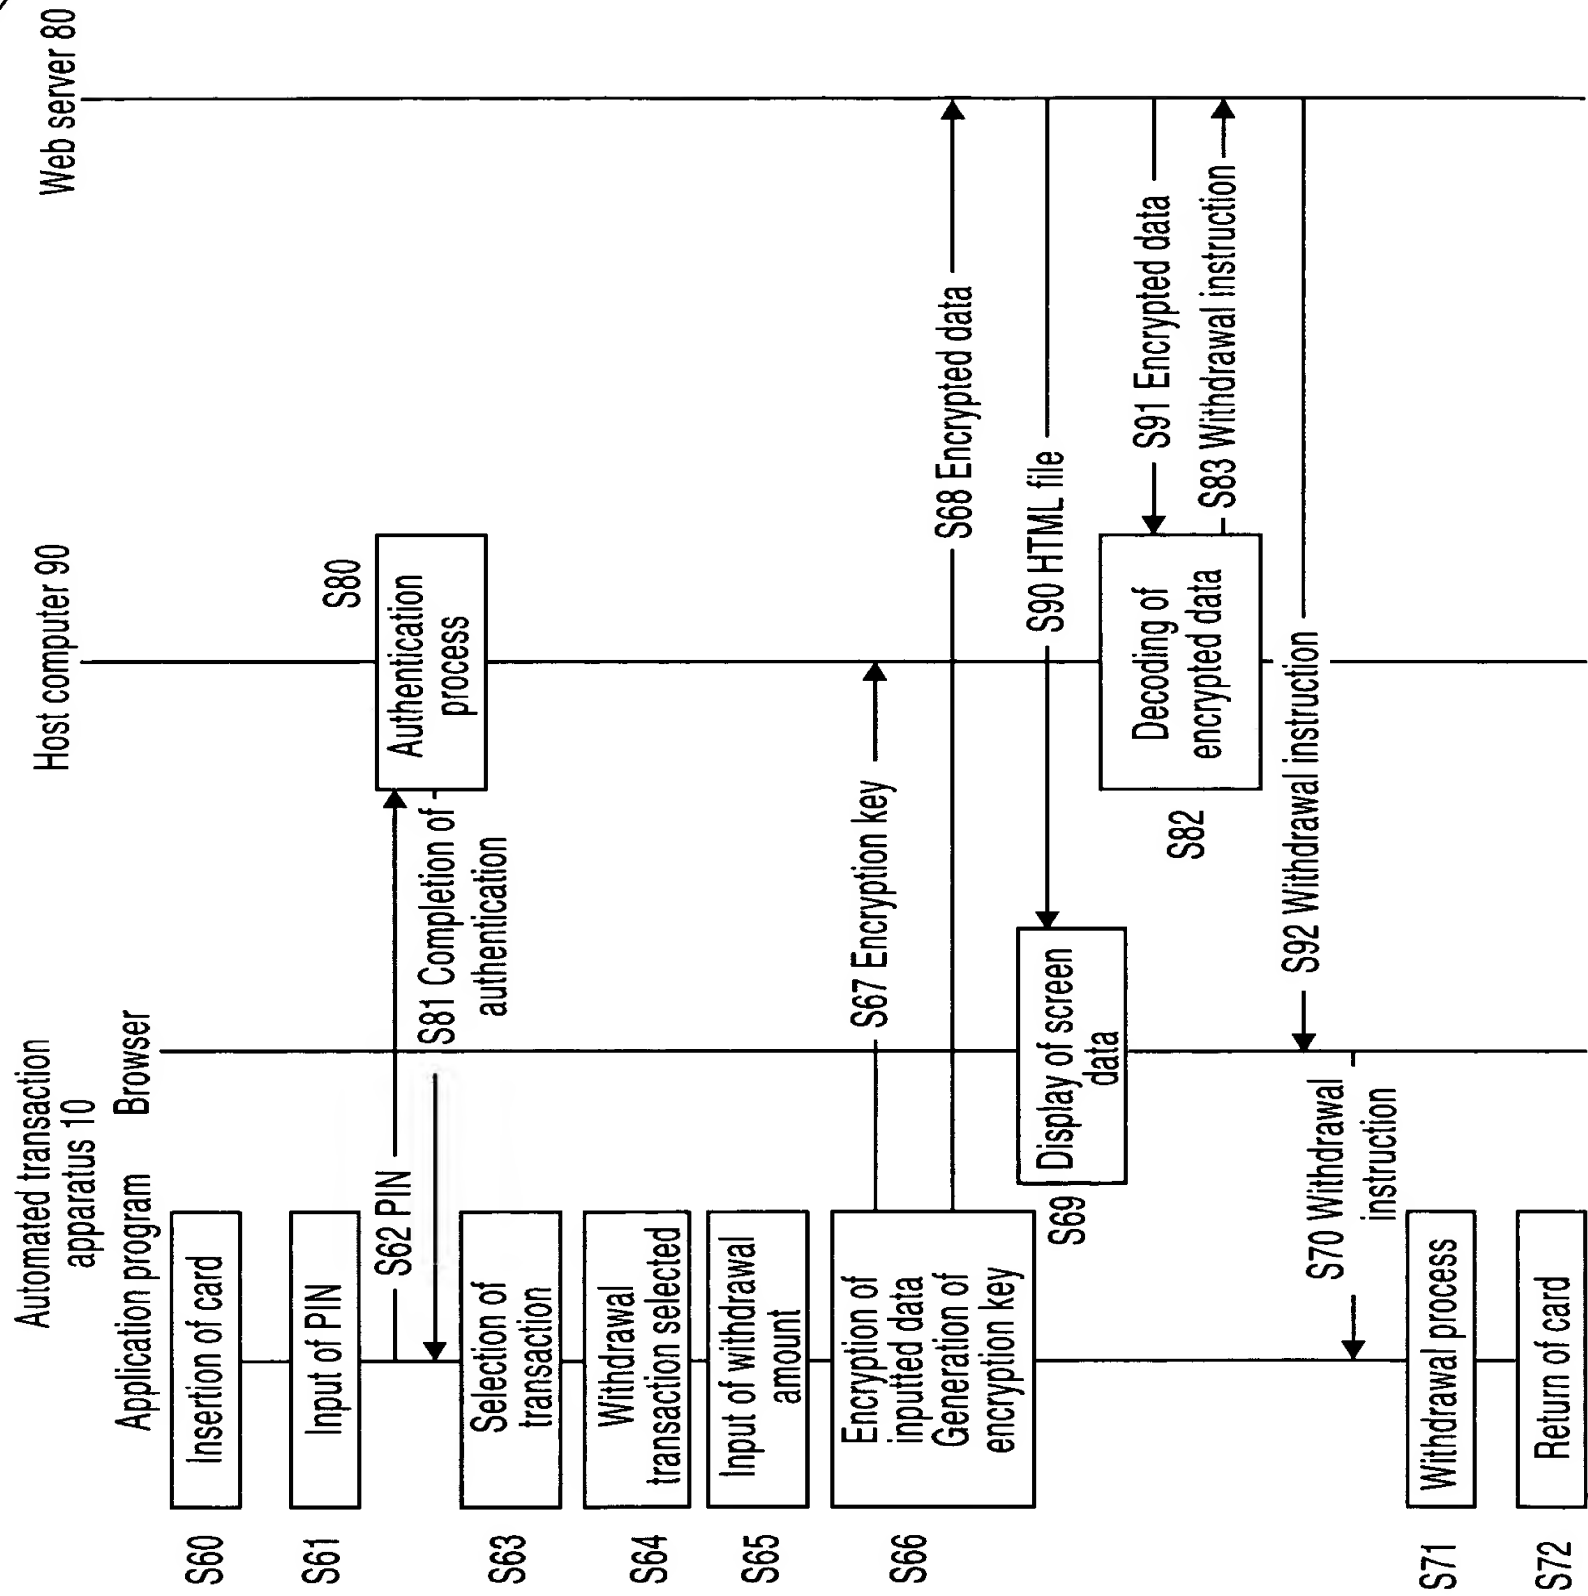 Automated transaction
apparatus 10
Application program
Browser
Host computer 90
Web server 80
S60
Insertion of card
S61
Input of PIN
S62 PIN
S80
Authentication
process
S81 Completion of
authentication
S63
Selection of
transaction
S64
Withdrawal
transaction selected
S65
Input of withdrawal
amount
S66
Encryption of
inputted data
Generation of
encryption key
S67 Encryption key
S68 Encrypted data
S90 HTML file
S69
Display of screen
data
S91 Encrypted data
S82
Decoding of
encrypted data
S83 Withdrawal instruction
S92 Withdrawal instruction
S70 Withdrawal
instruction
S71
Withdrawal process
S72
Return of card